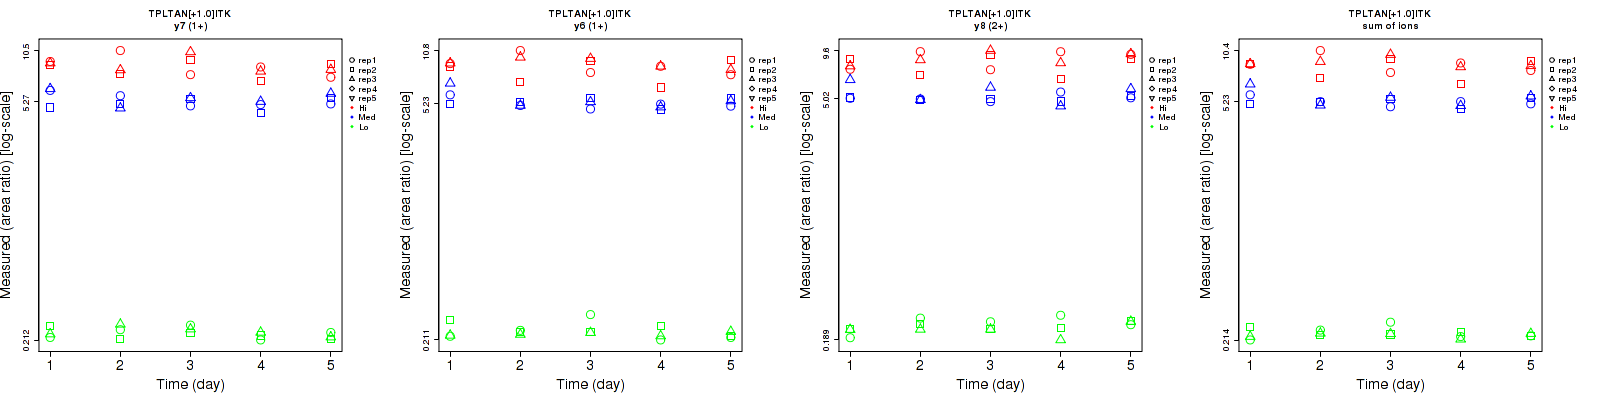 TPLTAN[+1.0]ITK
y7 (1+)
Measured (area ratio) [log-scale]
10.5
5.27
0.212
1 2 3 4 5
Time (day)
rep1
rep2
rep3
rep4
rep5
Hi
Med
Lo
TPLTAN[+1.0]ITK
y6 (1+)
Measured (area ratio) [log-scale]
10.8
5.23
0.211
1 2 3 4 5
Time (day)
rep1
rep2
rep3
rep4
rep5
Hi
Med
Lo
TPLTAN[+1.0]ITK
y8 (2+)
Measured (area ratio) [log-scale]
9.6
5.02
0.189
1 2 3 4 5
Time (day)
rep1
rep2
rep3
rep4
rep5
Hi
Med
Lo
TPLTAN[+1.0]ITK
sum of ions
Measured (area ratio) [log-scale]
10.4
5.23
0.214
1 2 3 4 5
Time (day)
rep1
rep2
rep3
rep4
rep5
Hi
Med
Lo